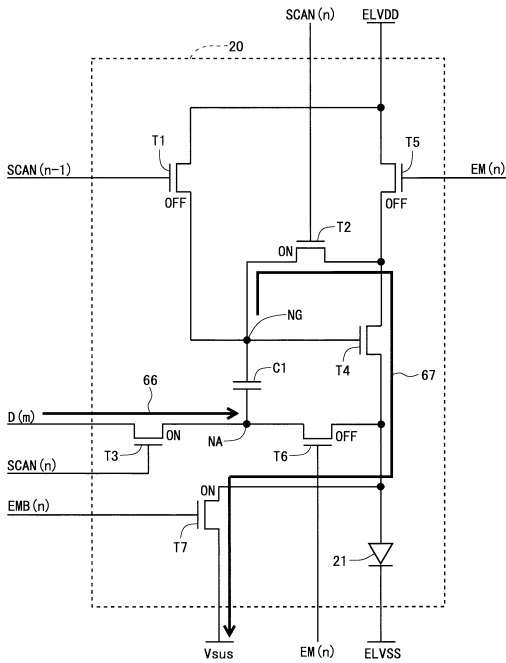 SCAN(n)
ELVDD
20
T1
T5
SCAN(n-1)
EM(n)
OFF
OFF
T2
ON
NG
T4
C1
66
67
D(m)
ON
NA
OFF
T3
T6
SCAN(n)
EMB(n)
ON
T7
21
Vsus
EM(n)
ELVSS